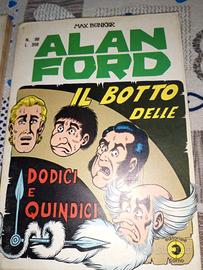 MAX BUNKER
ALAN
FORD
IL BOTTO
DELLE
DODICI
E
QUINDICI